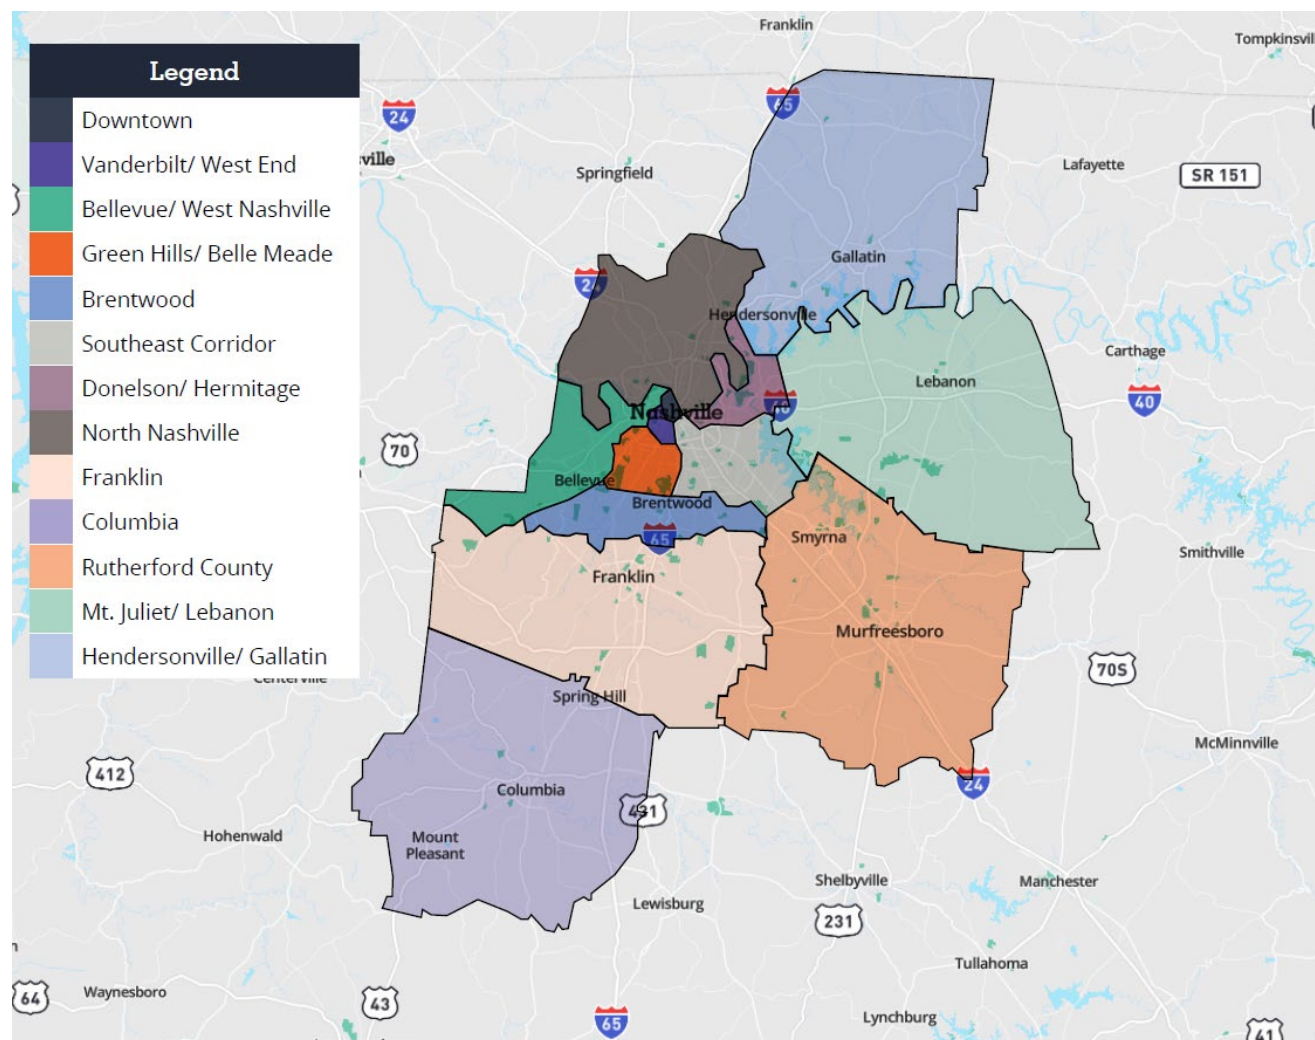 Legend
Downtown
Vanderbilt/ West End
Bellevue/ West Nashville
Green Hills/ Belle Meade
Brentwood
Southeast Corridor
Donelson/ Hermitage
North Nashville
Franklin
Columbia
Rutherford County
Mt. Juliet/ Lebanon
Hendersonville/ Gallatin
Franklin
Tompkinsvil
65
24
ville
Springfield
Lafayette
SR 151
Gallatin
24
Hendersonville
Carthage
Lebanon
40
40
Nashville
70
Bellevue
Brentwood
65
Smyrna
Smithville
Franklin
Murfreesboro
70S
Centerville
Spring Hill
McMinnville
412
24
Columbia
431
Hohenwald
Mount
Pleasant
Shelbyville
Manchester
Lewisburg
231
Tullahoma
64
Waynesboro
43
65
Lynchburg
41